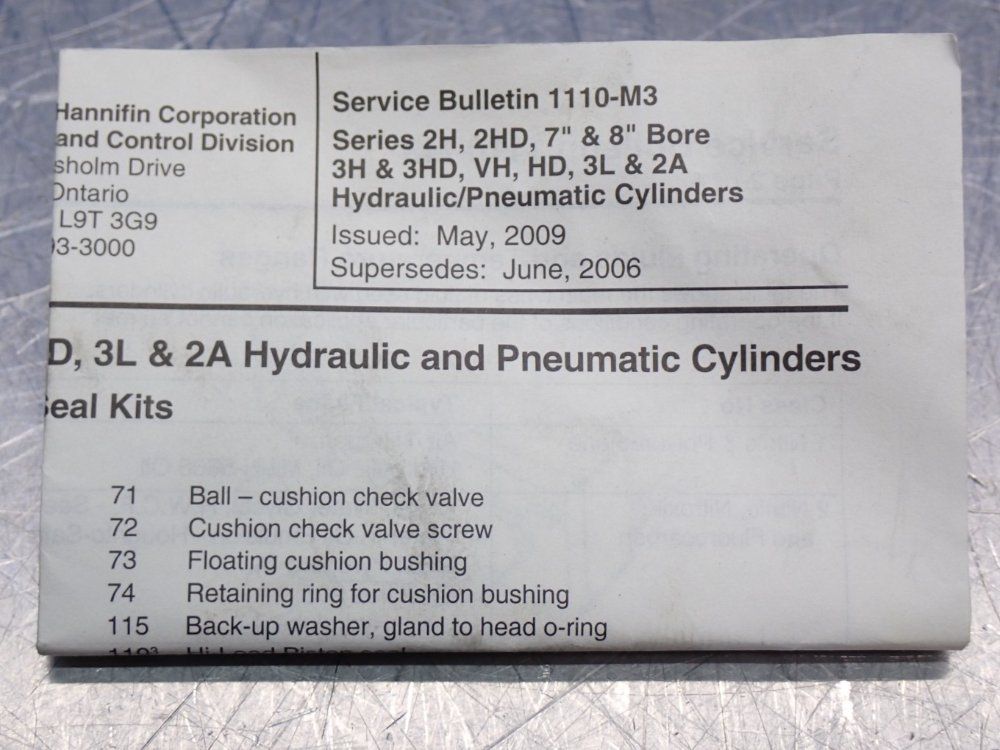 Hannifin Corporation
and Control Division
sholm Drive
Ontario
L9T 3G9
93-3000
Service Bulletin 1110-M3
Series 2H, 2HD, 7" & 8" Bore
3H & 3HD, VH, HD, 3L & 2A
Hydraulic/Pneumatic Cylinders
Issued: May, 2009
Supersedes: June, 2006
D, 3L & 2A Hydraulic and Pneumatic Cylinders
Seal Kits
71 Ball – cushion check valve
72 Cushion check valve screw
73 Floating cushion bushing
74 Retaining ring for cushion bushing
115 Back-up washer, gland to head o-ring